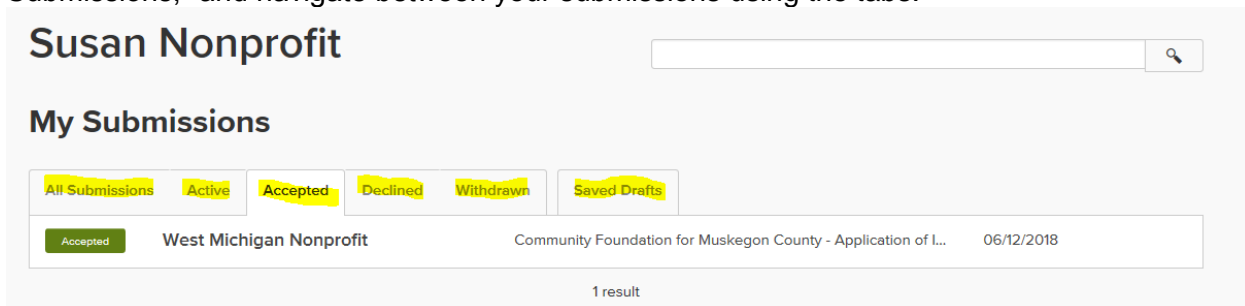 Submissions," and navigate between your submissions using the tabs.
Susan Nonprofit
My Submissions
All Submissions Active Accepted Declined Withdrawn Saved Drafts
Accepted West Michigan Nonprofit Community Foundation for Muskegon County - Application of I... 06/12/2018
1 result